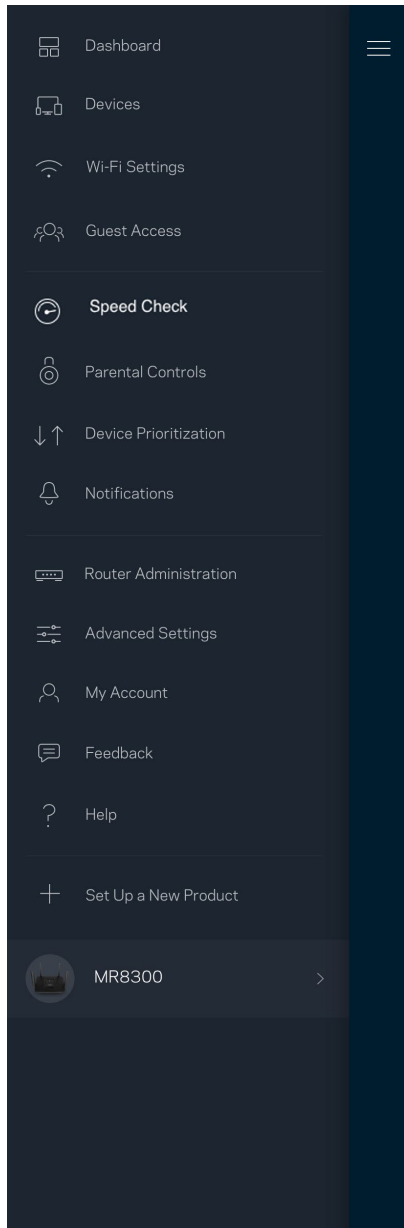 Dashboard
Devices
Wi-Fi Settings
Guest Access
Speed Check
Parental Controls
Device Prioritization
Notifications
Router Administration
Advanced Settings
My Account
Feedback
Help
Set Up a New Product
MR8300